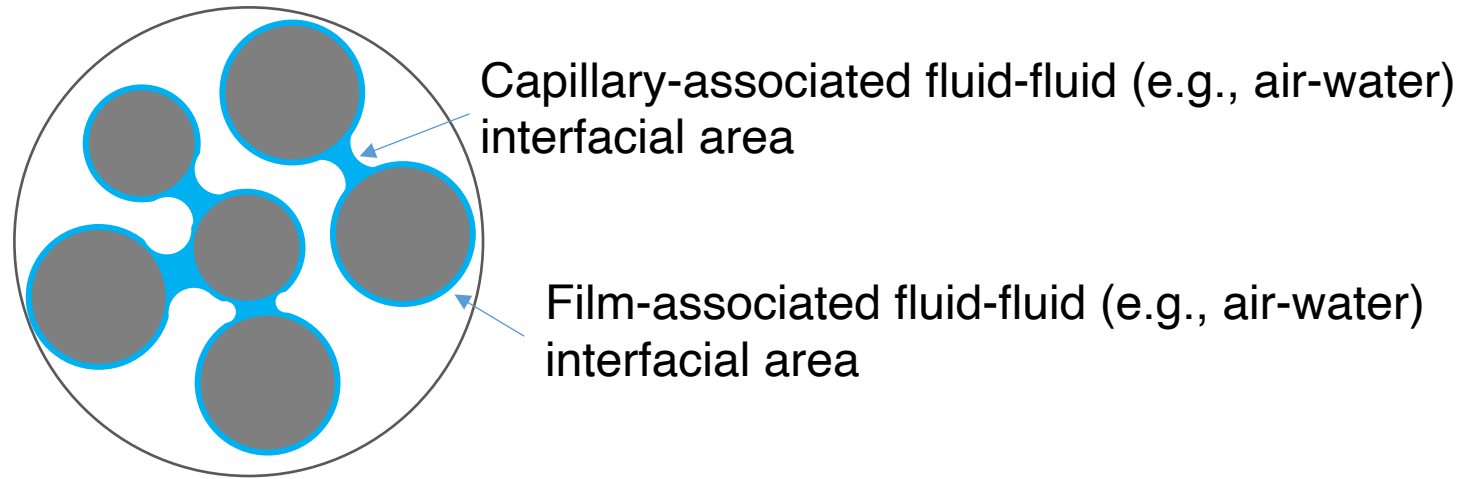 Capillary-associated fluid-fluid (e.g., air-water)
interfacial area
Film-associated fluid-fluid (e.g., air-water)
interfacial area